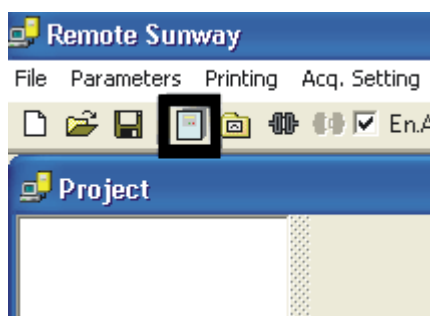 Remote Sunway
File Parameters Printing Acq. Setting
En.A
Project